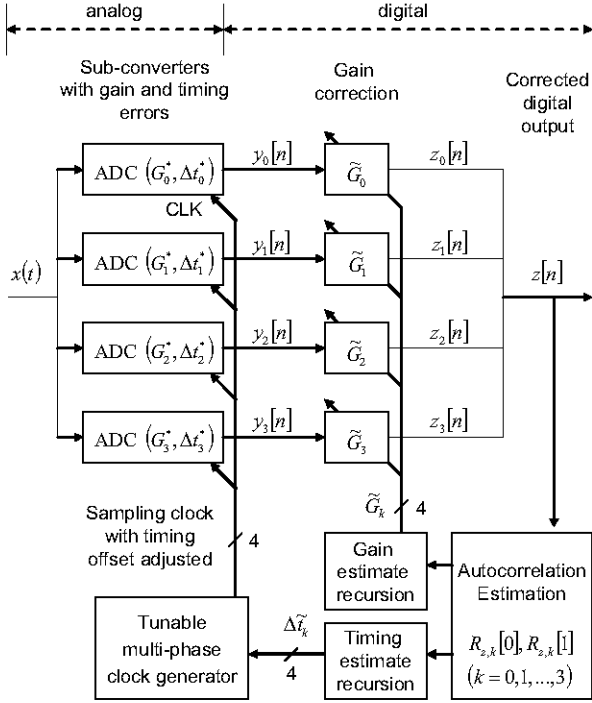 analog
digital
Sub-converters
with gain and timing
errors
Gain
correction
Corrected
digital
output
ADC (G₀*, Δt₀*)
y₀[n]
G̃₀
z₀[n]
CLK
ADC (G₁*, Δt₁*)
y₁[n]
G̃₁
z₁[n]
x(t)
z[n]
ADC (G₂*, Δt₂*)
y₂[n]
G̃₂
z₂[n]
ADC (G₃*, Δt₃*)
y₃[n]
G̃₃
z₃[n]
Sampling clock
with timing
offset adjusted
4
G̃ₖ
4
Gain
estimate
recursion
Autocorrelation
Estimation
R_{z,k}[0], R_{z,k}[1]
(k = 0,1,...,3)
Tunable
multi-phase
clock generator
Δt̃ₖ
4
Timing
estimate
recursion